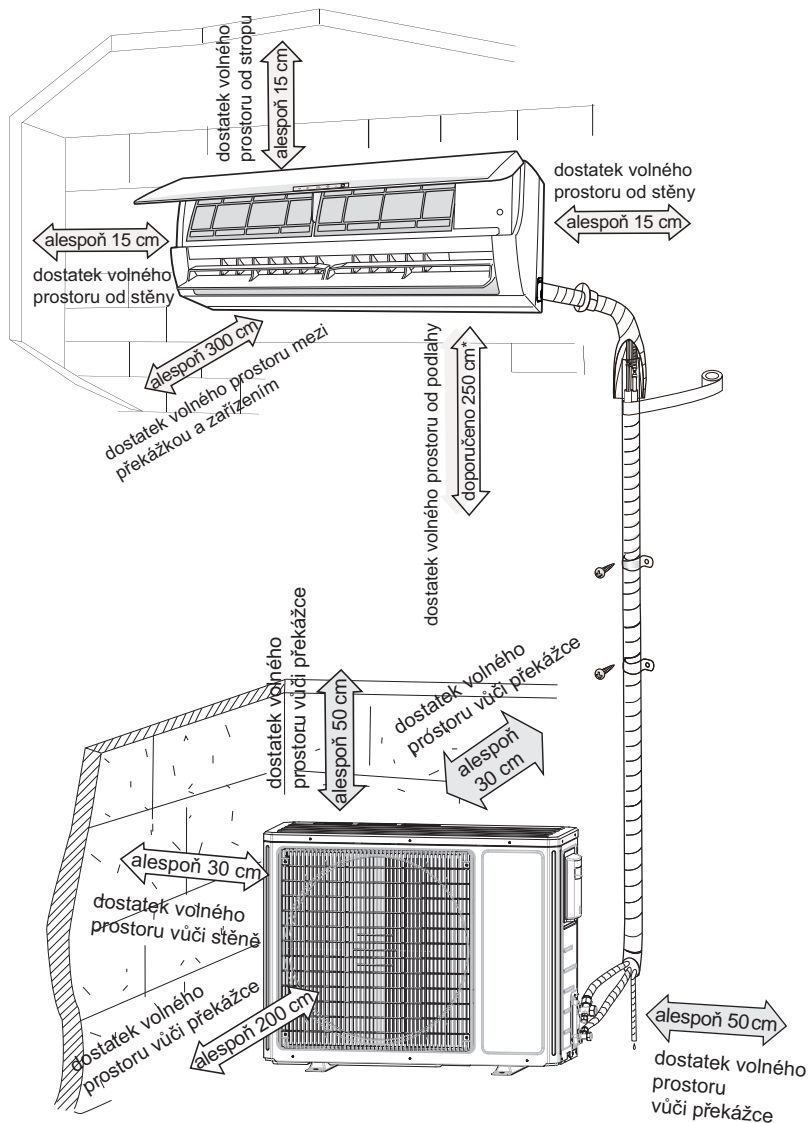 dostatek volného
prostoru od stropu
alespoň 15 cm
dostatek volného
prostoru od stěny
alespoň 15 cm
alespoň 15 cm
dostatek volného
prostoru od stěny
alespoň 300 cm
dostatek volného prostoru mezi
překážkou a zařízením
dostatek volného prostoru od podlahy
doporučeno 250 cm*
dostatek volného
prostoru vůči překážce
alespoň 50 cm
dostatek volného
prostoru vůči překážce
alespoň
30 cm
alespoň 30 cm
dostatek volného
prostoru vůči stěně
dostatek volného
prostoru vůči překážce
alespoň 200 cm
alespoň 50 cm
dostatek volného
prostoru
vůči překážce